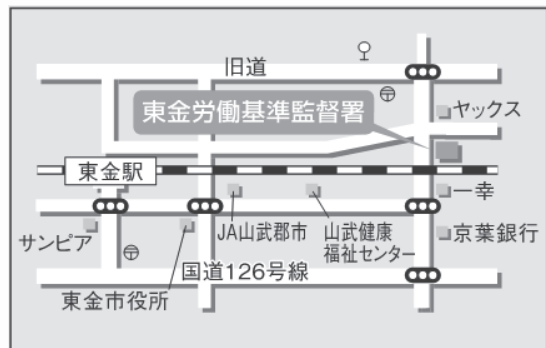 旧道
ヤックス
東金労働基準監督署
東金駅
一幸
サンピア
JA山武郡市
山武健康
福祉センター
京葉銀行
国道126号線
東金市役所